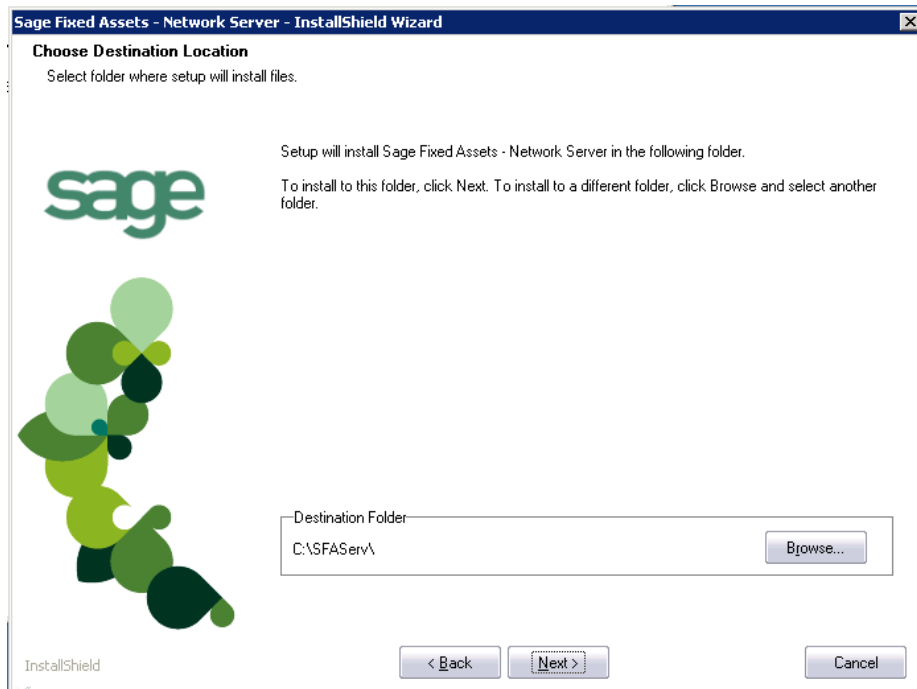 Sage Fixed Assets - Network Server - InstallShield Wizard
Choose Destination Location
Select folder where setup will install files.
sage
Setup will install Sage Fixed Assets - Network Server in the following folder.
To install to this folder, click Next. To install to a different folder, click Browse and select another
folder.
Destination Folder
C:\SFAServ\
Browse...
InstallShield
< Back
Next >
Cancel